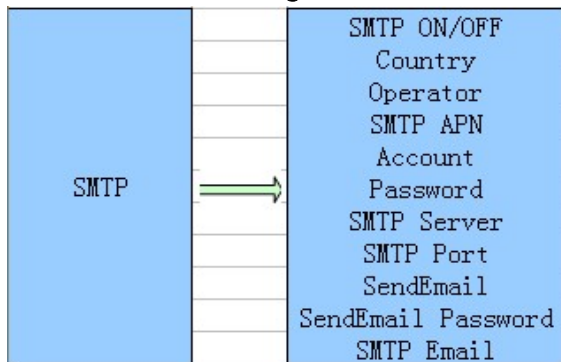 SMTP
SMTP ON/OFF
Country
Operator
SMTP APN
Account
Password
SMTP Server
SMTP Port
SendEmail
SendEmail Password
SMTP Email